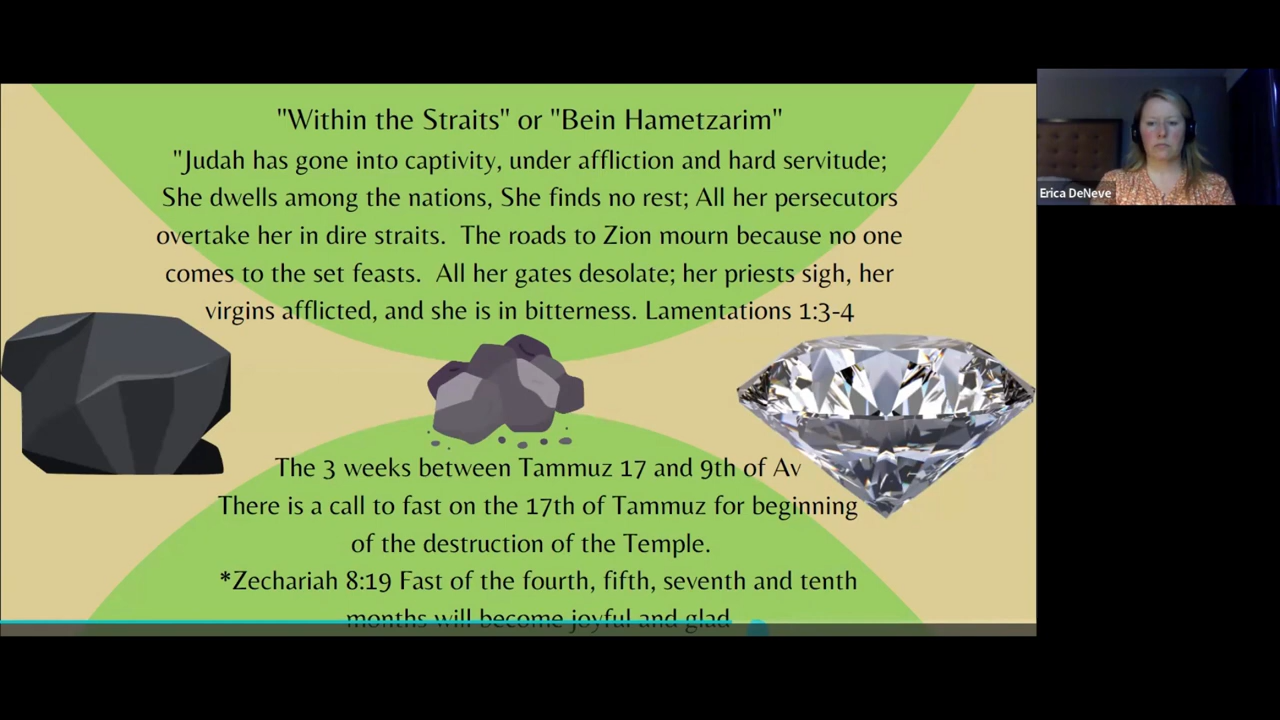 "Within the Straits" or "Bein Hametzarim"
"Judah has gone into captivity, under affliction and hard servitude;
She dwells among the nations, She finds no rest; All her persecutors
overtake her in dire straits.  The roads to Zion mourn because no one
comes to the set feasts.  All her gates desolate; her priests sigh, her
virgins afflicted, and she is in bitterness. Lamentations 1:3-4
The 3 weeks between Tammuz 17 and 9th of Av
There is a call to fast on the 17th of Tammuz for beginning
of the destruction of the Temple.
*Zechariah 8:19 Fast of the fourth, fifth, seventh and tenth
months will become joyful and glad
Erica DeNeve